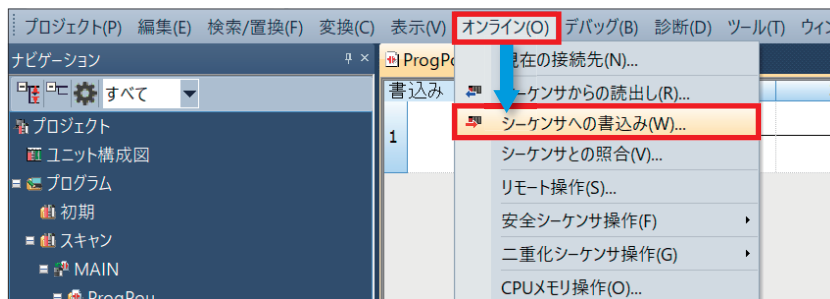 プロジェクト(P) 編集(E) 検索/置換(F) 変換(C) 表示(V) オンライン(O) デバッグ(B) 診断(D) ツール(T)
ナビゲーション
すべて
プロジェクト
ユニット構成図
プログラム
初期
スキャン
MAIN
ProgPou
書込み
1
在の接続先(N)...
シーケンサからの読出し(R)...
シーケンサへの書込み(W)...
シーケンサとの照合(V)...
リモート操作(S)...
安全シーケンサ操作(F)
二重化シーケンサ操作(G)
CPUメモリ操作(O)...